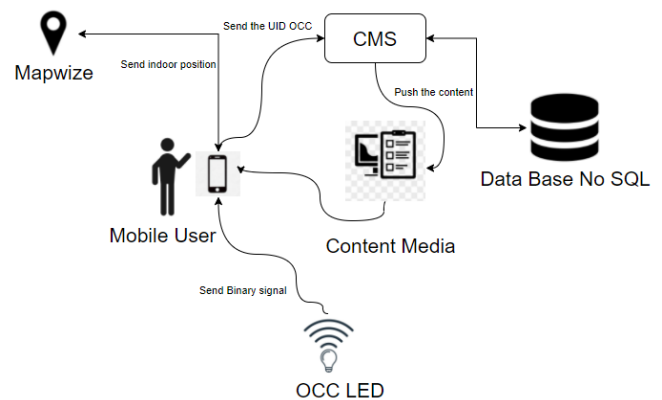 Send the UID OCC
CMS
Mapwize
Send indoor position
Push the content
Data Base No SQL
Mobile User
Content Media
Send Binary signal
OCC LED